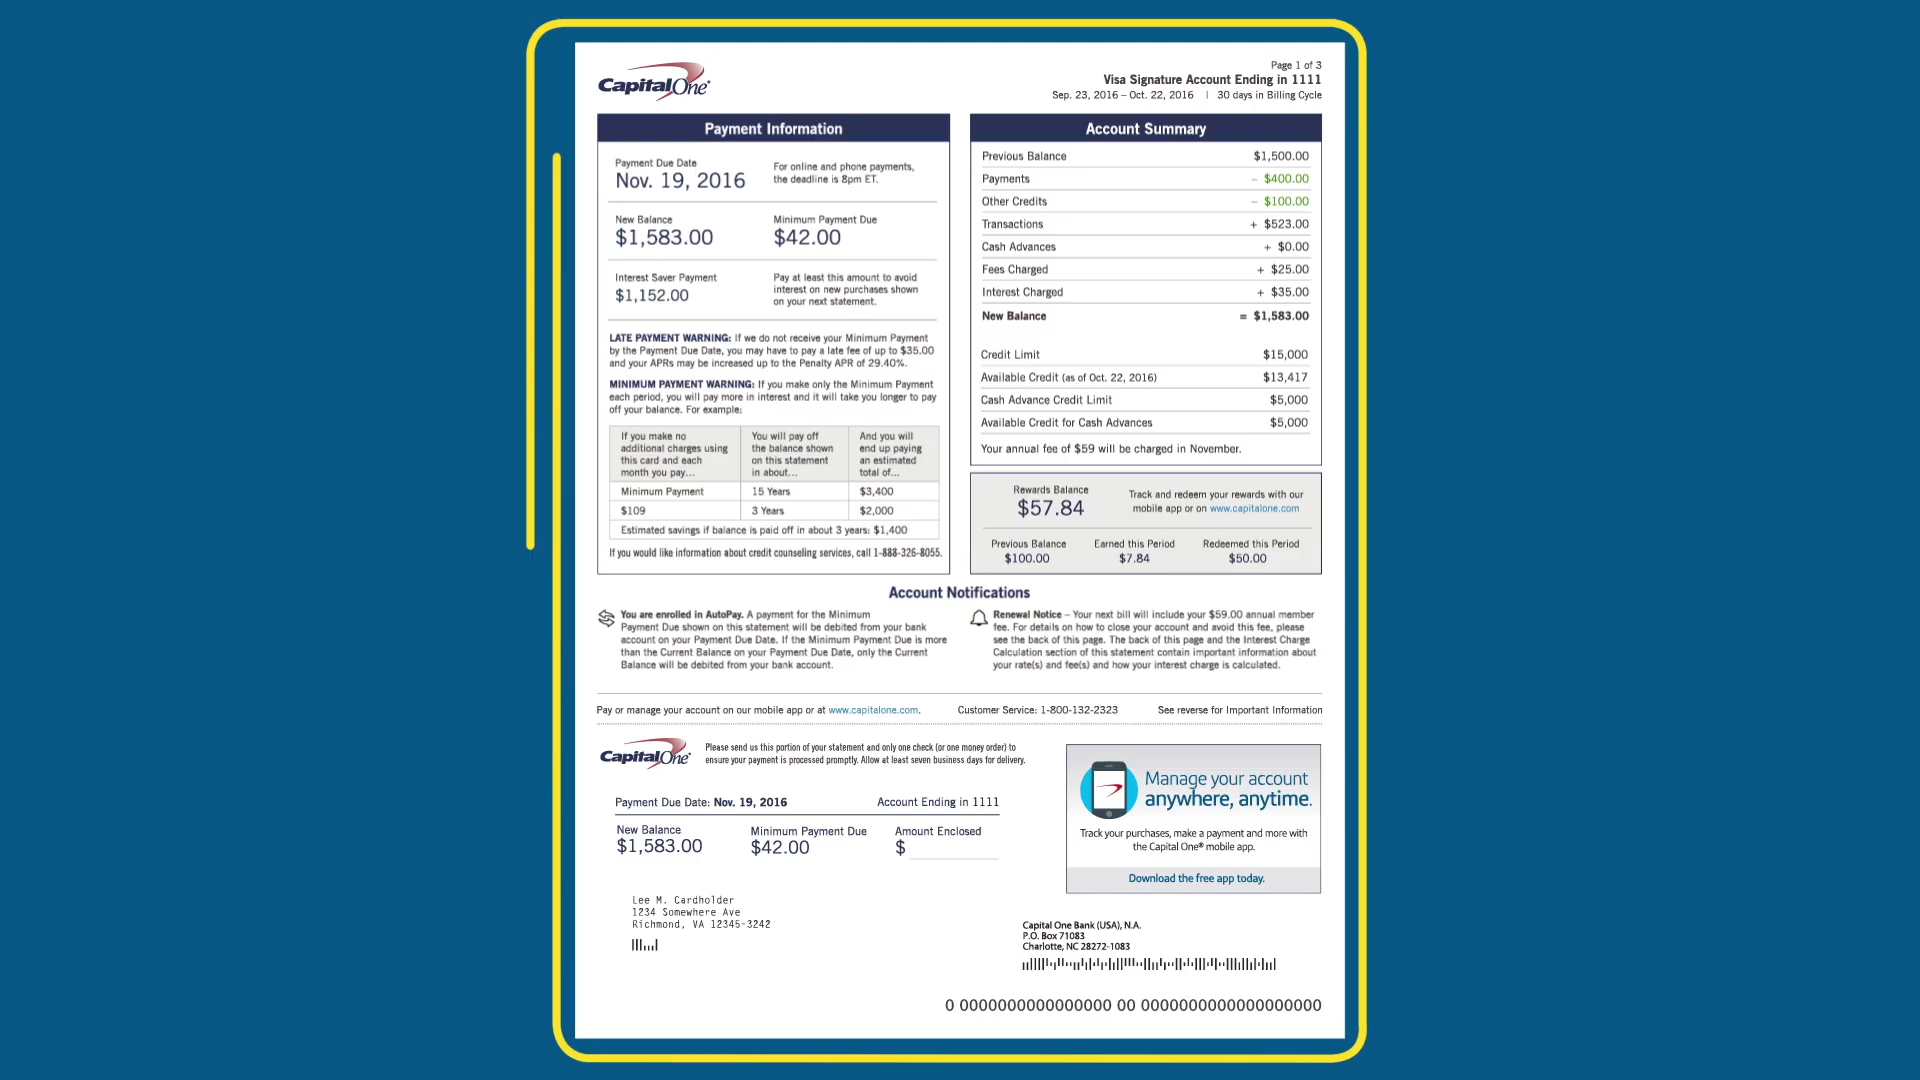 CapitalOne®
Page 1 of 3
Visa Signature Account Ending in 1111
Sep. 23, 2016 – Oct. 22, 2016 | 30 days in Billing Cycle
Payment Information
Payment Due Date
Nov. 19, 2016
For online and phone payments,
the deadline is 8pm ET.
New Balance
$1,583.00
Minimum Payment Due
$42.00
Interest Saver Payment
$1,152.00
Pay at least this amount to avoid
interest on new purchases shown
on your next statement.
LATE PAYMENT WARNING: If we do not receive your Minimum Payment
by the Payment Due Date, you may have to pay a late fee of up to $35.00
and your APRs may be increased up to the Penalty APR of 29.40%.
MINIMUM PAYMENT WARNING: If you make only the Minimum Payment
each period, you will pay more in interest and it will take you longer to pay
off your balance. For example:
If you make no
additional charges using
this card and each
month you pay...
You will pay off
the balance shown
on this statement
in about...
And you will
end up paying
an estimated
total of...
Minimum Payment 15 Years $3,400
$109 3 Years $2,000
Estimated savings if balance is paid off in about 3 years: $1,400
If you would like information about credit counseling services, call 1-888-326-8055.
Account Summary
Previous Balance $1,500.00
Payments – $400.00
Other Credits – $100.00
Transactions + $523.00
Cash Advances + $0.00
Fees Charged + $25.00
Interest Charged + $35.00
New Balance = $1,583.00
Credit Limit $15,000
Available Credit (as of Oct. 22, 2016) $13,417
Cash Advance Credit Limit $5,000
Available Credit for Cash Advances $5,000
Your annual fee of $59 will be charged in November.
Rewards Balance
$57.84
Track and redeem your rewards with our
mobile app or on www.capitalone.com
Previous Balance Earned this Period Redeemed this Period
$100.00 $7.84 $50.00
Account Notifications
You are enrolled in AutoPay. A payment for the Minimum
Payment Due shown on this statement will be debited from your bank
account on your Payment Due Date. If the Minimum Payment Due is more
than the Current Balance on your Payment Due Date, only the Current
Balance will be debited from your bank account.
Renewal Notice – Your next bill will include your $59.00 annual member
fee. For details on how to close your account and avoid this fee, please
see the back of this page. The back of this page and the Interest Charge
Calculation section of this statement contain important information about
your rate(s) and fee(s) and how your interest charge is calculated.
Pay or manage your account on our mobile app or at www.capitalone.com. Customer Service: 1-800-132-2323 See reverse for Important Information
CapitalOne®
Please send us this portion of your statement and only one check (or one money order) to
ensure your payment is processed promptly. Allow at least seven business days for delivery.
Payment Due Date: Nov. 19, 2016 Account Ending in 1111
New Balance Minimum Payment Due Amount Enclosed
$1,583.00 $42.00 $
Manage your account
anywhere, anytime.
Track your purchases, make a payment and more with
the Capital One® mobile app.
Download the free app today.
Lee M. Cardholder
1234 Somewhere Ave
Richmond, VA 12345-3242
Capital One Bank (USA), N.A.
P.O. Box 71083
Charlotte, NC 28272-1083
0 0000000000000000 00 0000000000000000000